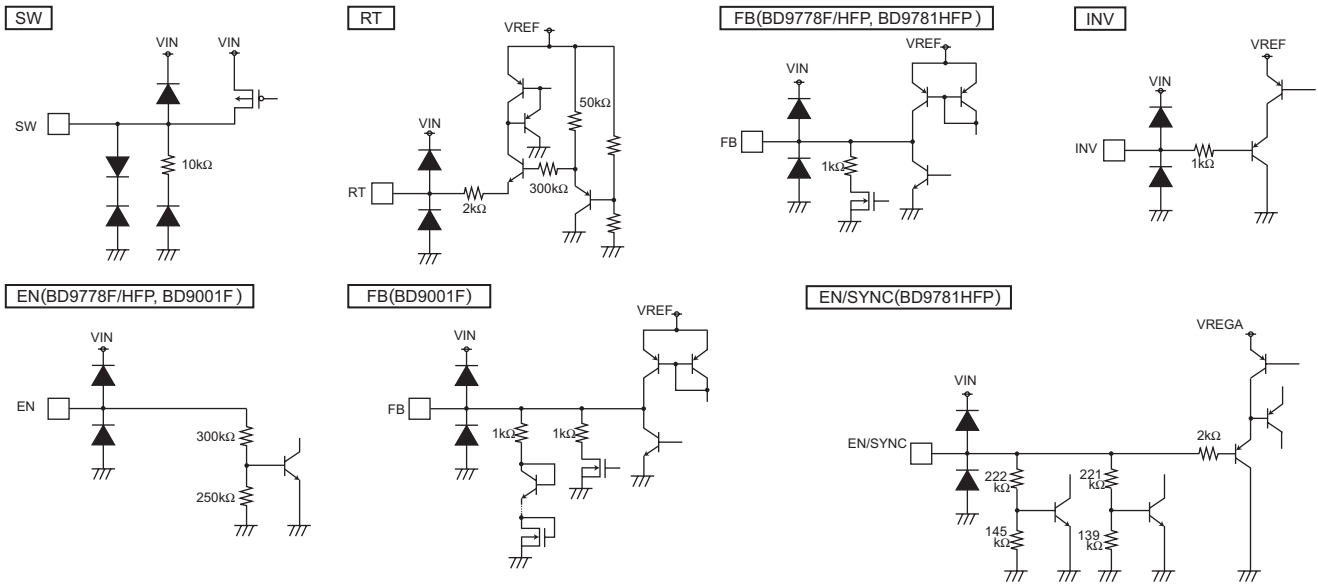 SW
VIN
VIN
SW
10kΩ
RT
VREF
50kΩ
VIN
300kΩ
RT
2kΩ
FB(BD9778F/HFP, BD9781HFP)
VREF
VIN
FB
1kΩ
INV
VREF
VIN
INV
1kΩ
EN(BD9778F/HFP, BD9001F)
VIN
EN
300kΩ
250kΩ
FB(BD9001F)
VREF
VIN
FB
1kΩ
1kΩ
EN/SYNC(BD9781HFP)
VREGA
VIN
EN/SYNC
2kΩ
222
kΩ
221
kΩ
145
kΩ
139
kΩ